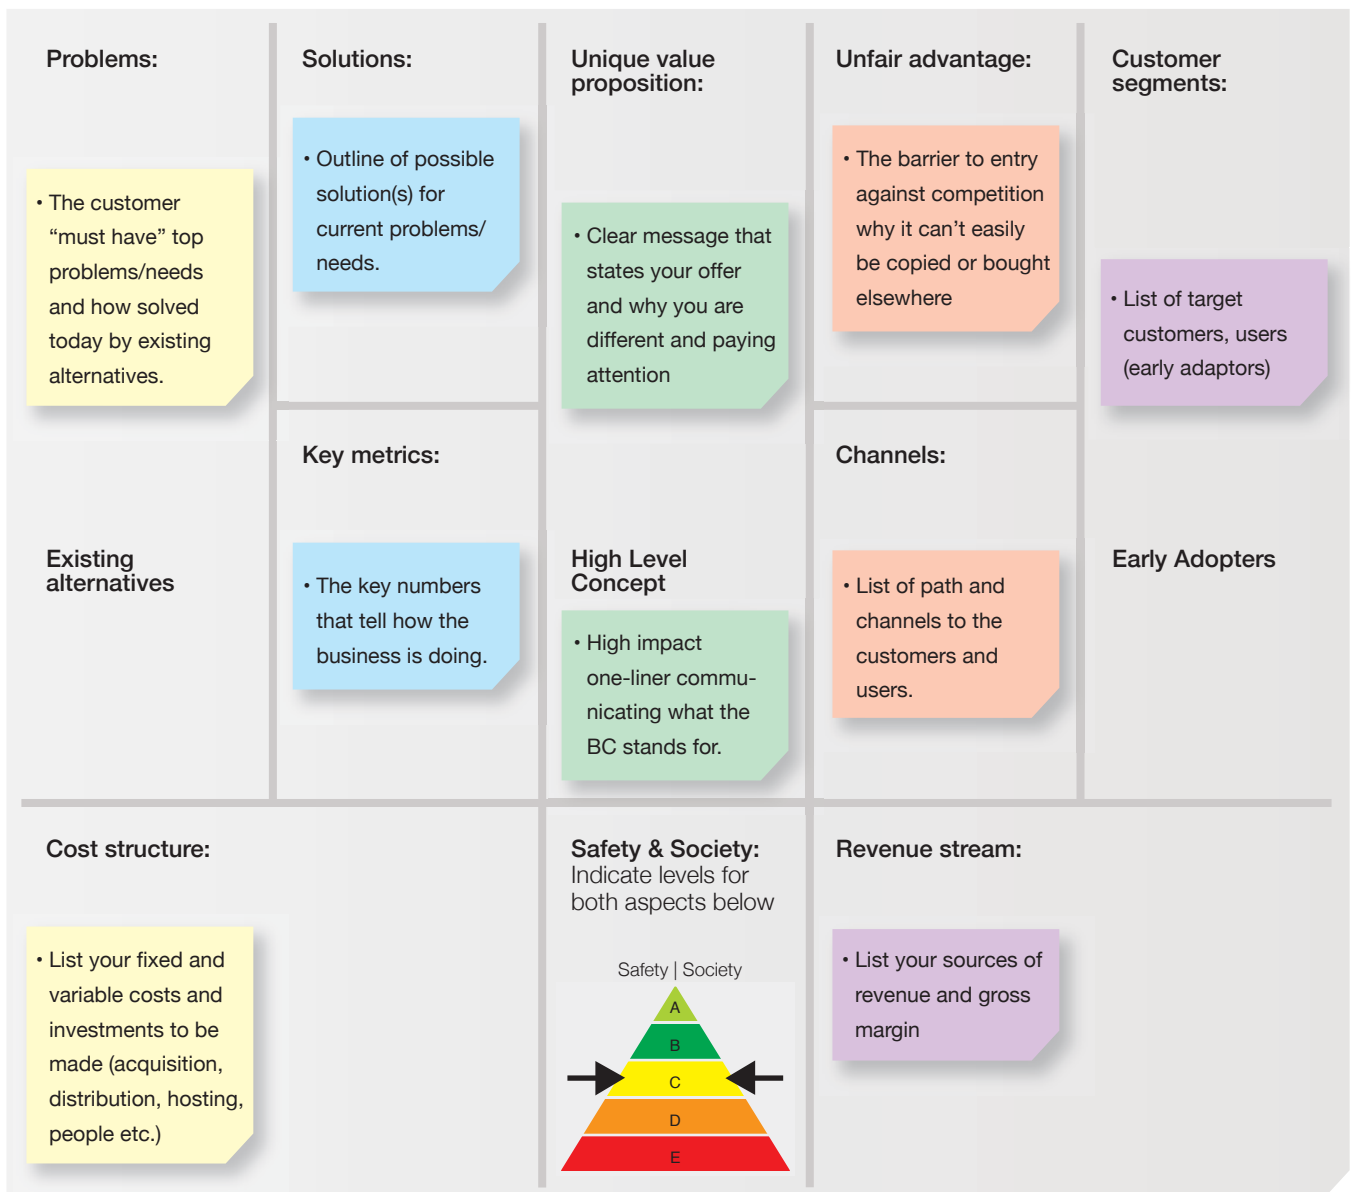 Problems:
• The customer
“must have” top
problems/needs
and how solved
today by existing
alternatives.
Existing
alternatives
Solutions:
• Outline of possible
solution(s) for
current problems/
needs.
Key metrics:
• The key numbers
that tell how the
business is doing.
Unique value
proposition:
• Clear message that
states your offer
and why you are
different and paying
attention
High Level
Concept
• High impact
one-liner commu-
nicating what the
BC stands for.
Unfair advantage:
• The barrier to entry
against competition
why it can’t easily
be copied or bought
elsewhere
Channels:
• List of path and
channels to the
customers and
users.
Customer
segments:
• List of target
customers, users
(early adaptors)
Early Adopters
Cost structure:
• List your fixed and
variable costs and
investments to be
made (acquisition,
distribution, hosting,
people etc.)
Safety & Society:
Indicate levels for
both aspects below
Safety | Society
A
B
C
D
E
Revenue stream:
• List your sources of
revenue and gross
margin